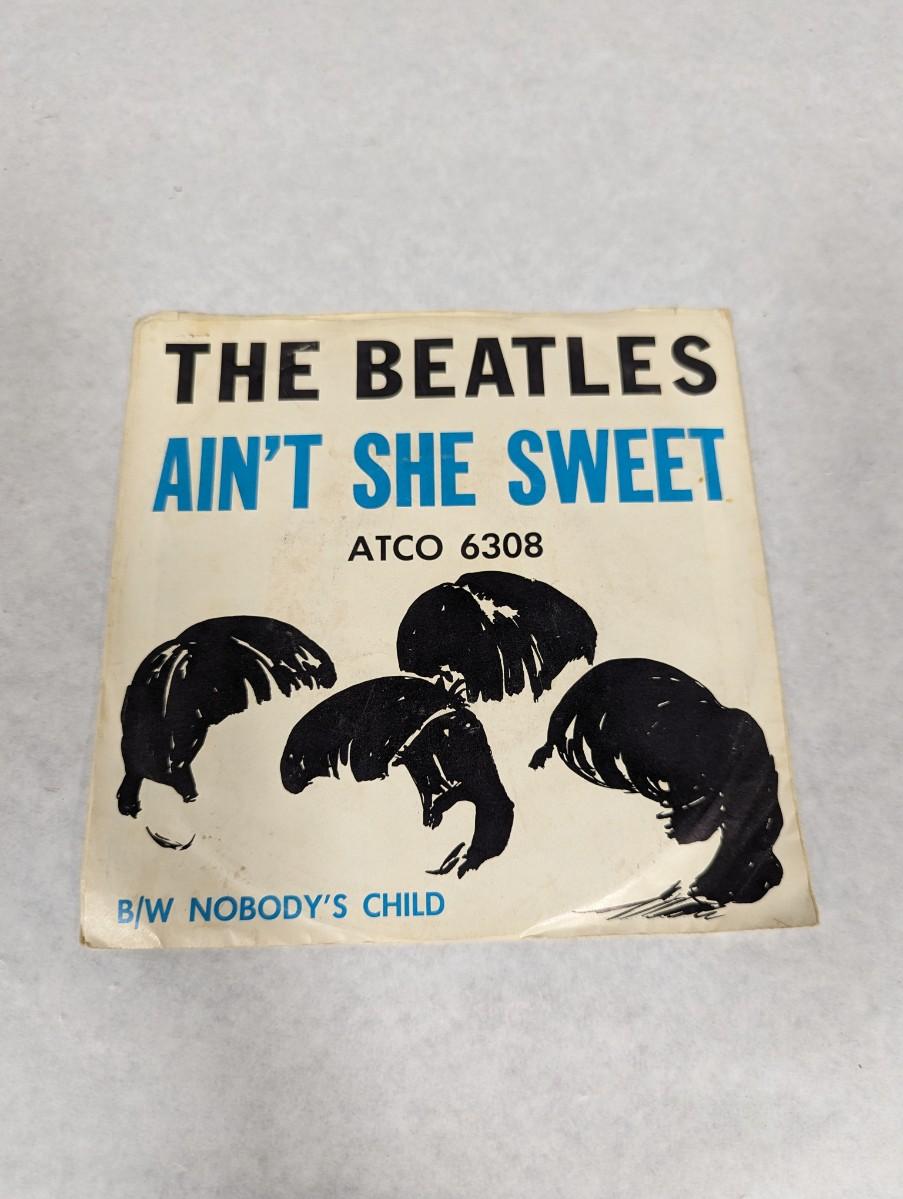 THE BEATLES
AIN'T SHE SWEET
ATCO 6308
B/W NOBODY'S CHILD